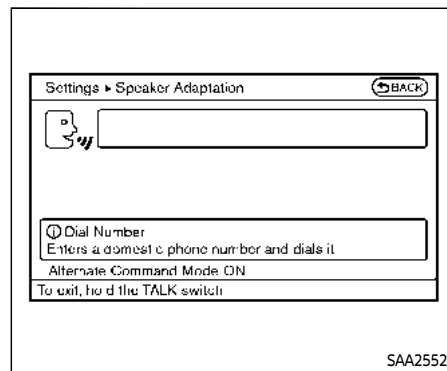 Settings ▸ Speaker Adaptation
BACK
ⓘ Dial Number
Enters a domestic phone number and dials it
Alternate Command Mode ON
To exit, hold the TALK switch
SAA2552